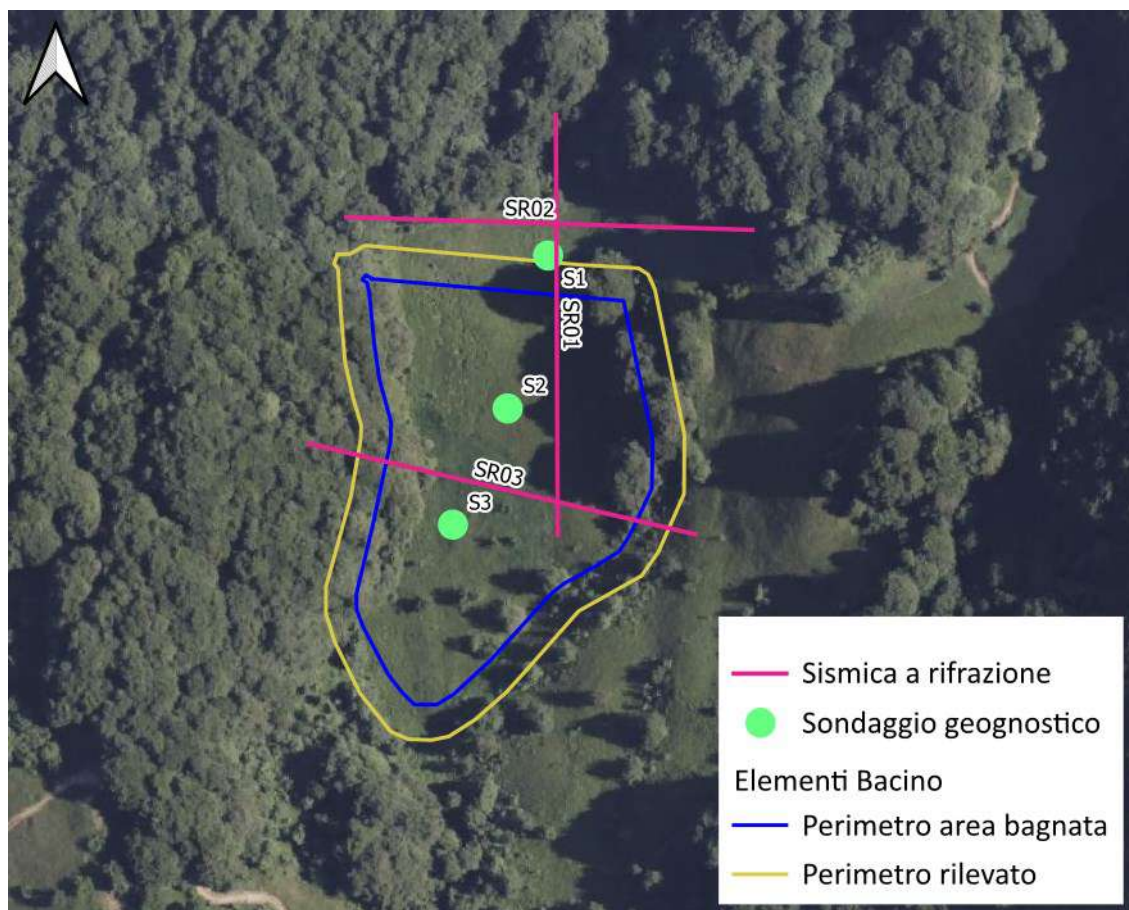 SR02
S1
SR01
S2
SR03
S3
Sismica a rifrazione
Sondaggio geognostico
Elementi Bacino
Perimetro area bagnata
Perimetro rilevato